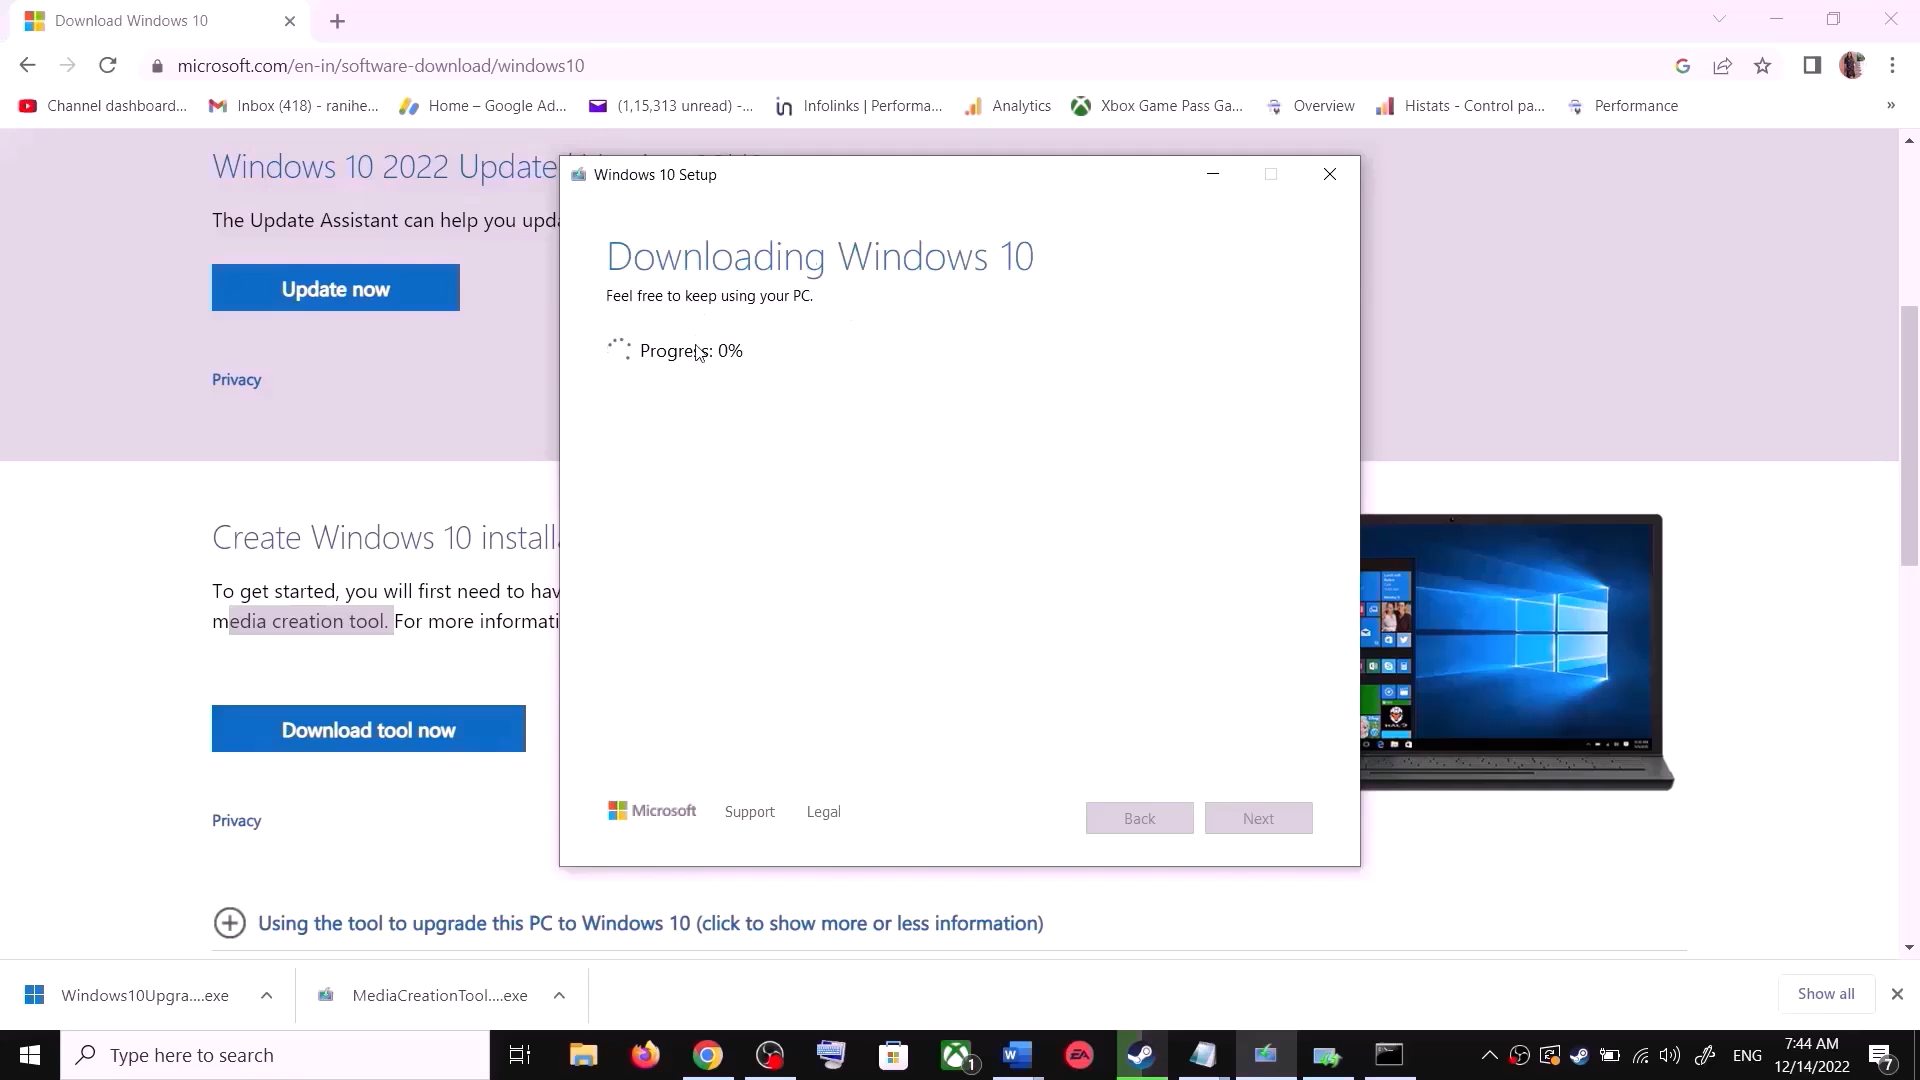 Download Windows 10
microsoft.com/en-in/software-download/windows10
Channel dashboard...
Inbox (418) - ranihe...
Home – Google Ad...
(1,15,313 unread) -...
Infolinks | Performa...
Analytics
Xbox Game Pass Ga...
Overview
Histats - Control pa...
Performance
»
Windows 10 2022 Update
The Update Assistant can help you upda
Update now
Privacy
Windows 10 Setup
Downloading Windows 10
Feel free to keep using your PC.
Progress: 0%
Microsoft
Support
Legal
Back
Next
Create Windows 10 installa
To get started, you will first need to hav
media creation tool. For more informati
Download tool now
Privacy
Using the tool to upgrade this PC to Windows 10 (click to show more or less information)
Windows10Upgra....exe
MediaCreationTool....exe
Show all
Type here to search
1
EA
ENG
7:44 AM
12/14/2022
7